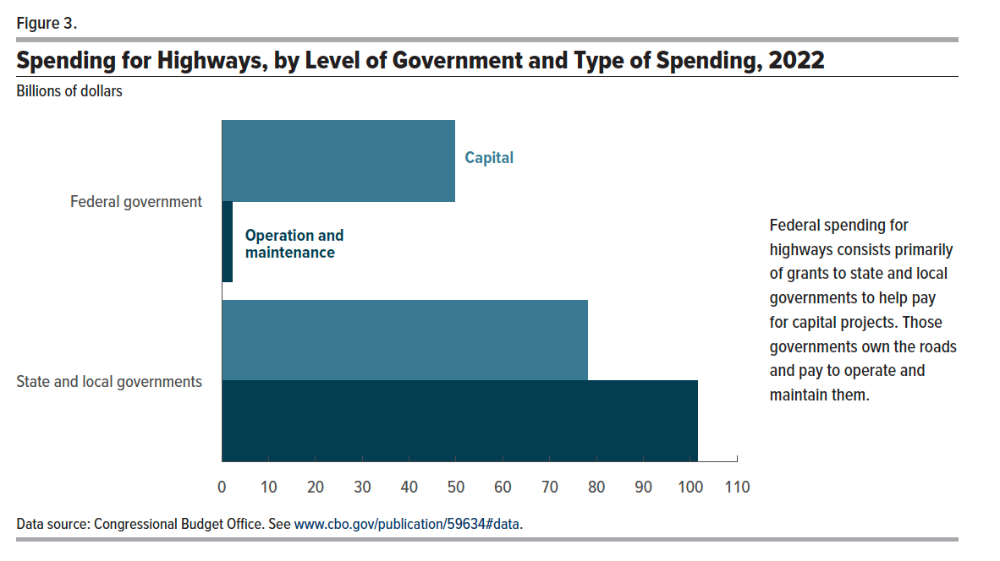 Figure 3.
Spending for Highways, by Level of Government and Type of Spending, 2022
Billions of dollars
Capital
Federal government
Operation and
maintenance
State and local governments
0 10 20 30 40 50 60 70 80 90 100 110
Federal spending for
highways consists primarily
of grants to state and local
governments to help pay
for capital projects. Those
governments own the roads
and pay to operate and
maintain them.
Data source: Congressional Budget Office. See www.cbo.gov/publication/59634#data.